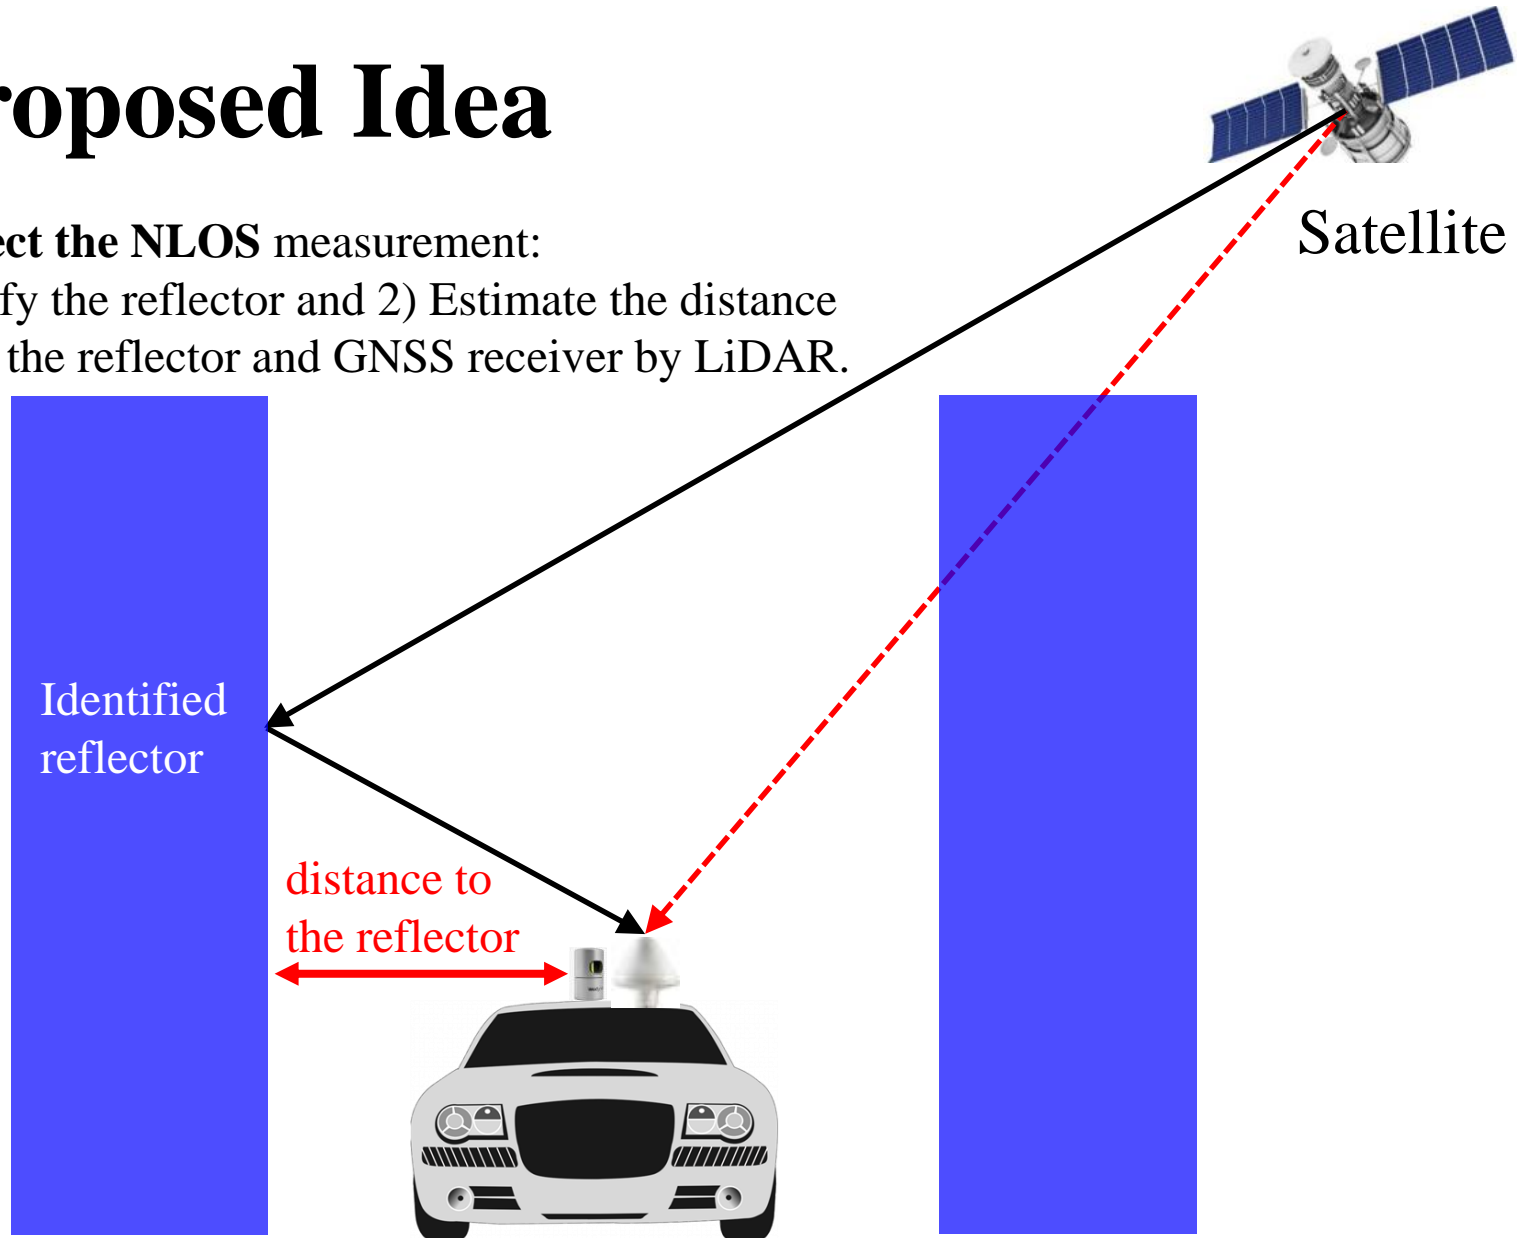 roposed Idea
Satellite
ect the NLOS measurement:
fy the reflector and 2) Estimate the distance
the reflector and GNSS receiver by LiDAR.
Identified
reflector
distance to
the reflector